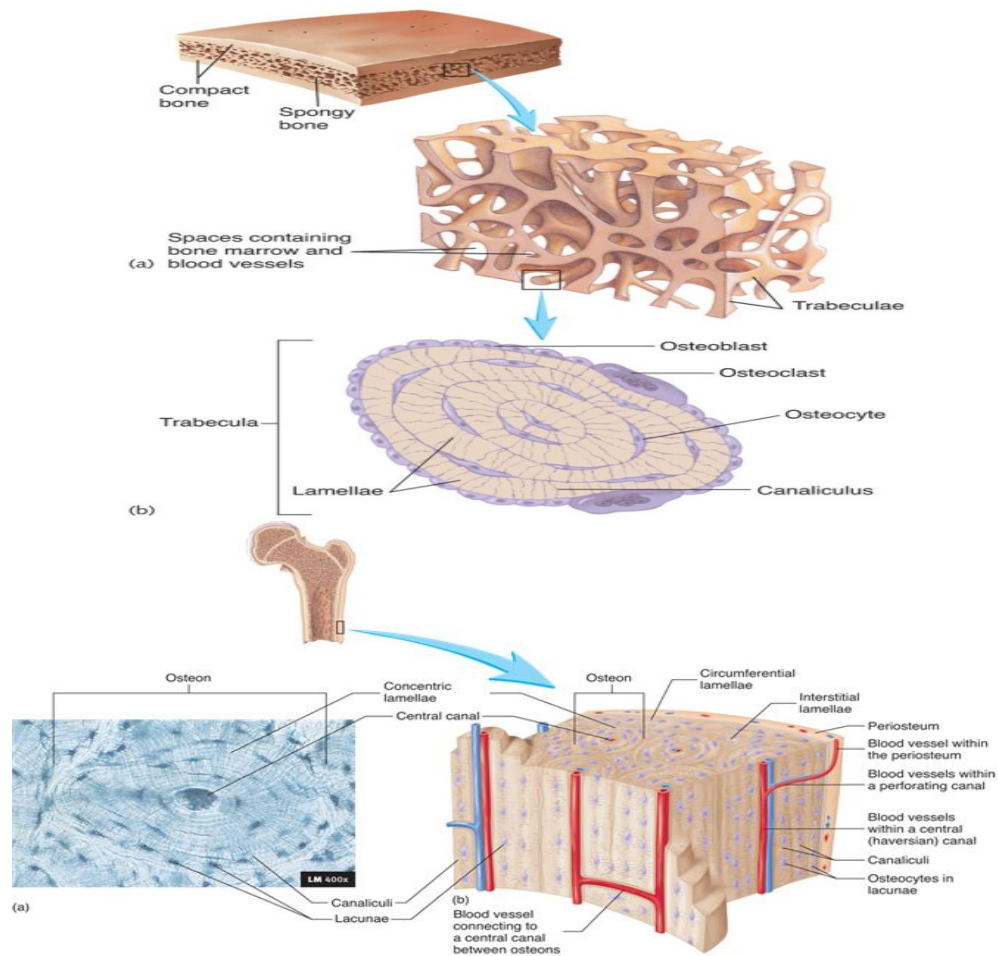 Compact
bone
Spongy
bone
Spaces containing
bone marrow and
blood vessels
(a)
Trabeculae
Osteoblast
Osteoclast
Trabecula
Osteocyte
Lamellae
Canaliculus
(b)
Osteon
Concentric
lamellae
Central canal
Osteon
Circumferential
lamellae
Interstitial
lamellae
Periosteum
Blood vessel within
the periosteum
Blood vessels within
a perforating canal
Blood vessels
within a central
(haversian) canal
Canaliculi
Osteocytes in
lacunae
LM 400x
(a)
Canaliculi
Lacunae
(b)
Blood vessel
connecting to
a central canal
between osteons